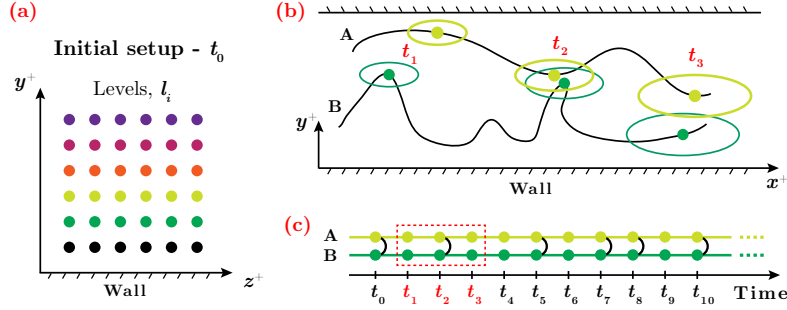 (a)
Initial setup - t₀
y⁺
Levels, lᵢ
Wall
z⁺
(b)
A
t₁
t₂
t₃
B
y⁺
Wall
x⁺
(c)
A
B
t₀ t₁ t₂ t₃ t₄ t₅ t₆ t₇ t₈ t₉ t₁₀ Time